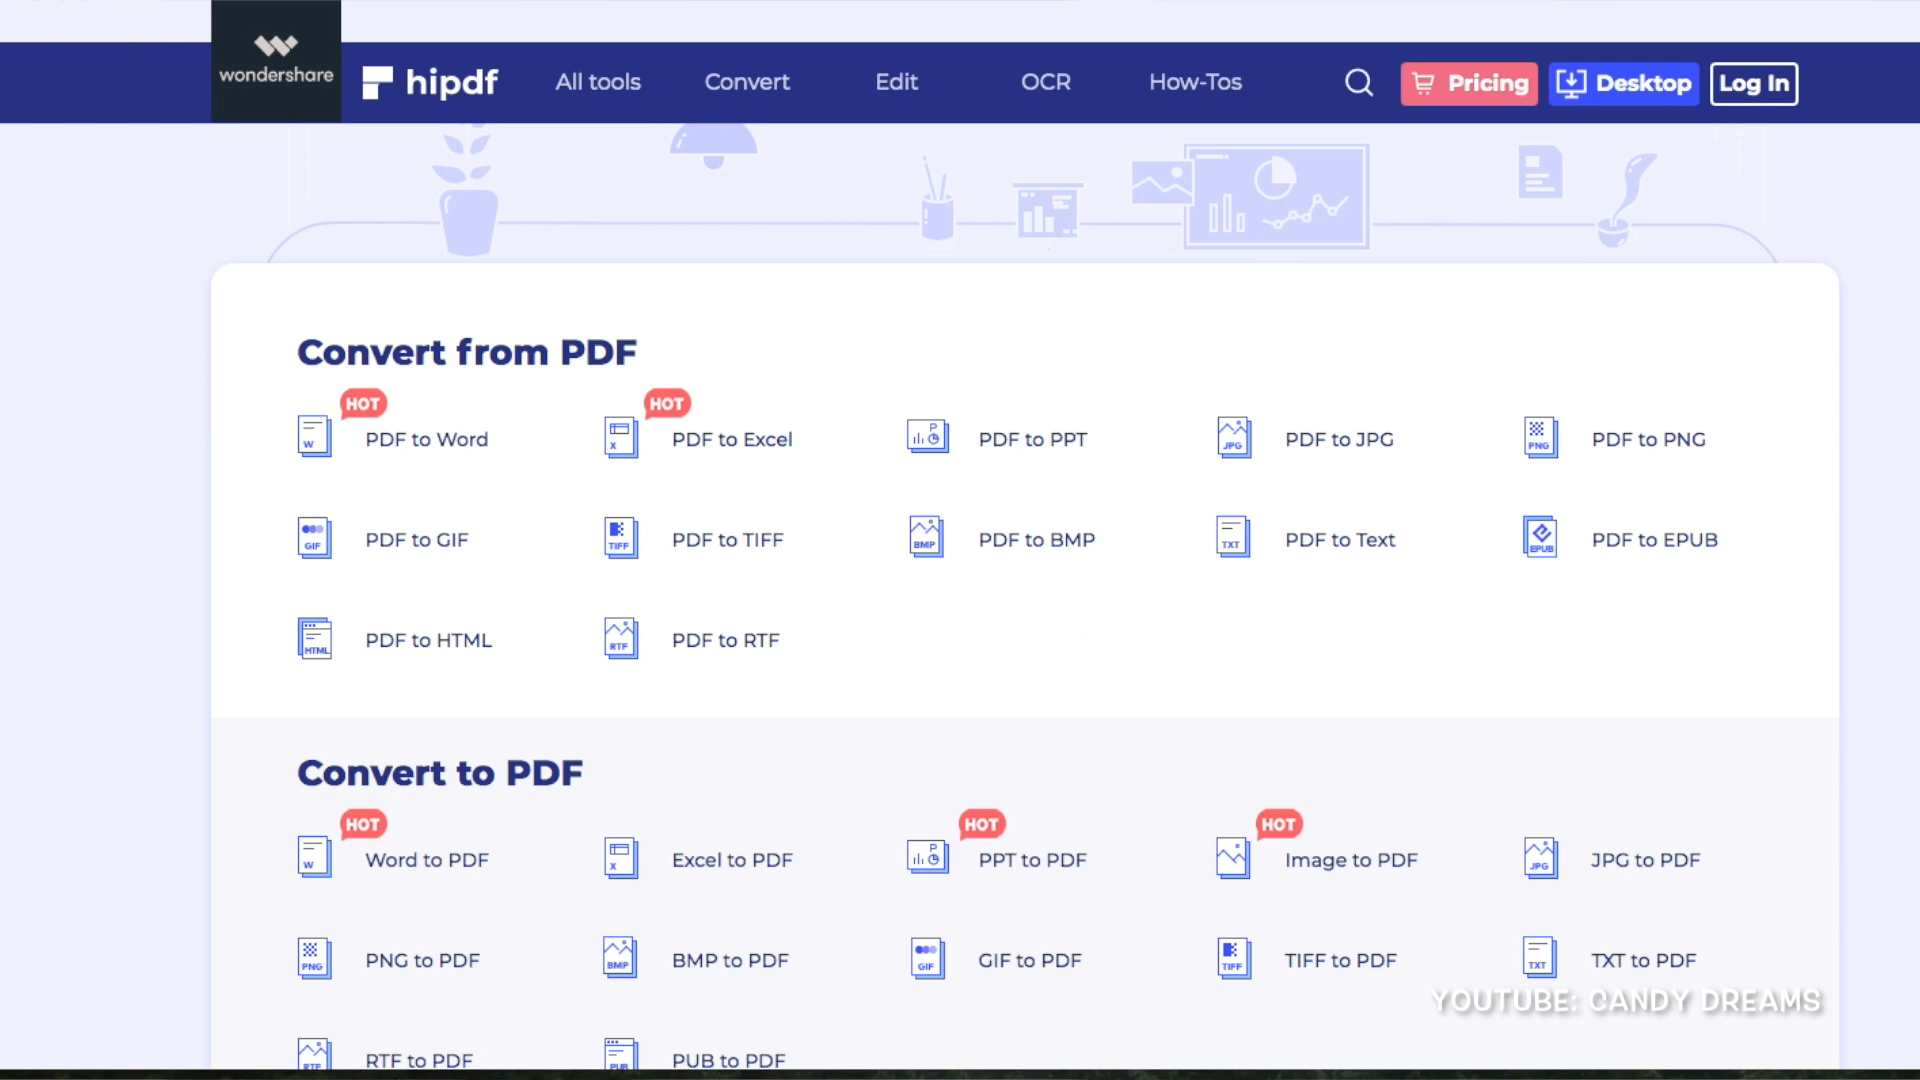 wondershare
hipdf All tools Convert Edit OCR How-Tos Pricing Desktop Log In
Convert from PDF
HOT HOT
PDF to Word PDF to Excel PDF to PPT PDF to JPG PDF to PNG
W X P JPG PNG
PDF to GIF PDF to TIFF PDF to BMP PDF to Text PDF to EPUB
GIF TIFF BMP TXT EPUB
PDF to HTML PDF to RTF
HTML RTF
Convert to PDF
HOT HOT HOT
Word to PDF Excel to PDF PPT to PDF Image to PDF JPG to PDF
W X P JPG
PNG to PDF BMP to PDF GIF to PDF TIFF to PDF TXT to PDF
PNG BMP GIF TIFF TXT
YOUTUBE: CANDY DREAMS
RTF to PDF PUB to PDF
RTF PUB